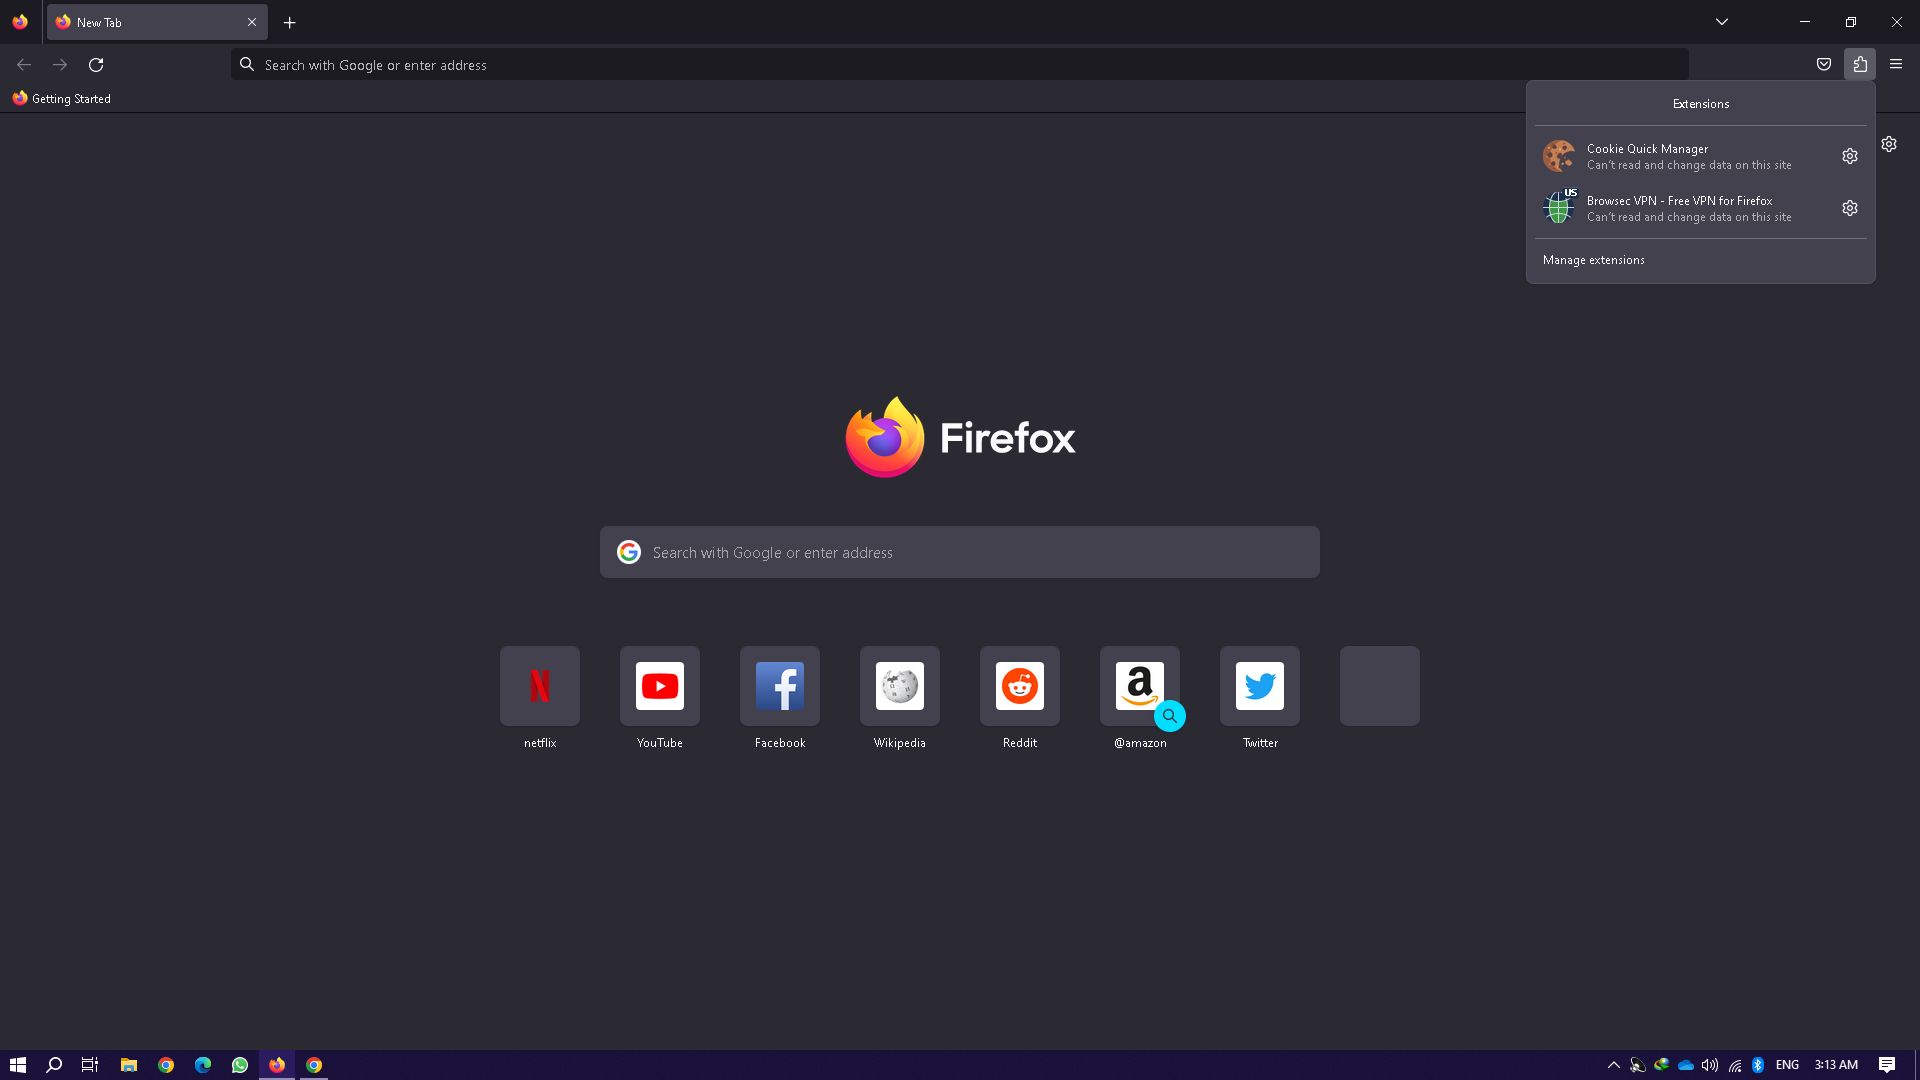 New Tab
Search with Google or enter address
Getting Started
Extensions
Cookie Quick Manager
Can't read and change data on this site
US
Browsec VPN - Free VPN for Firefox
Can't read and change data on this site
Manage extensions
Firefox
Search with Google or enter address
netflix
YouTube
Facebook
Wikipedia
Reddit
@amazon
Twitter
ENG
3:13 AM